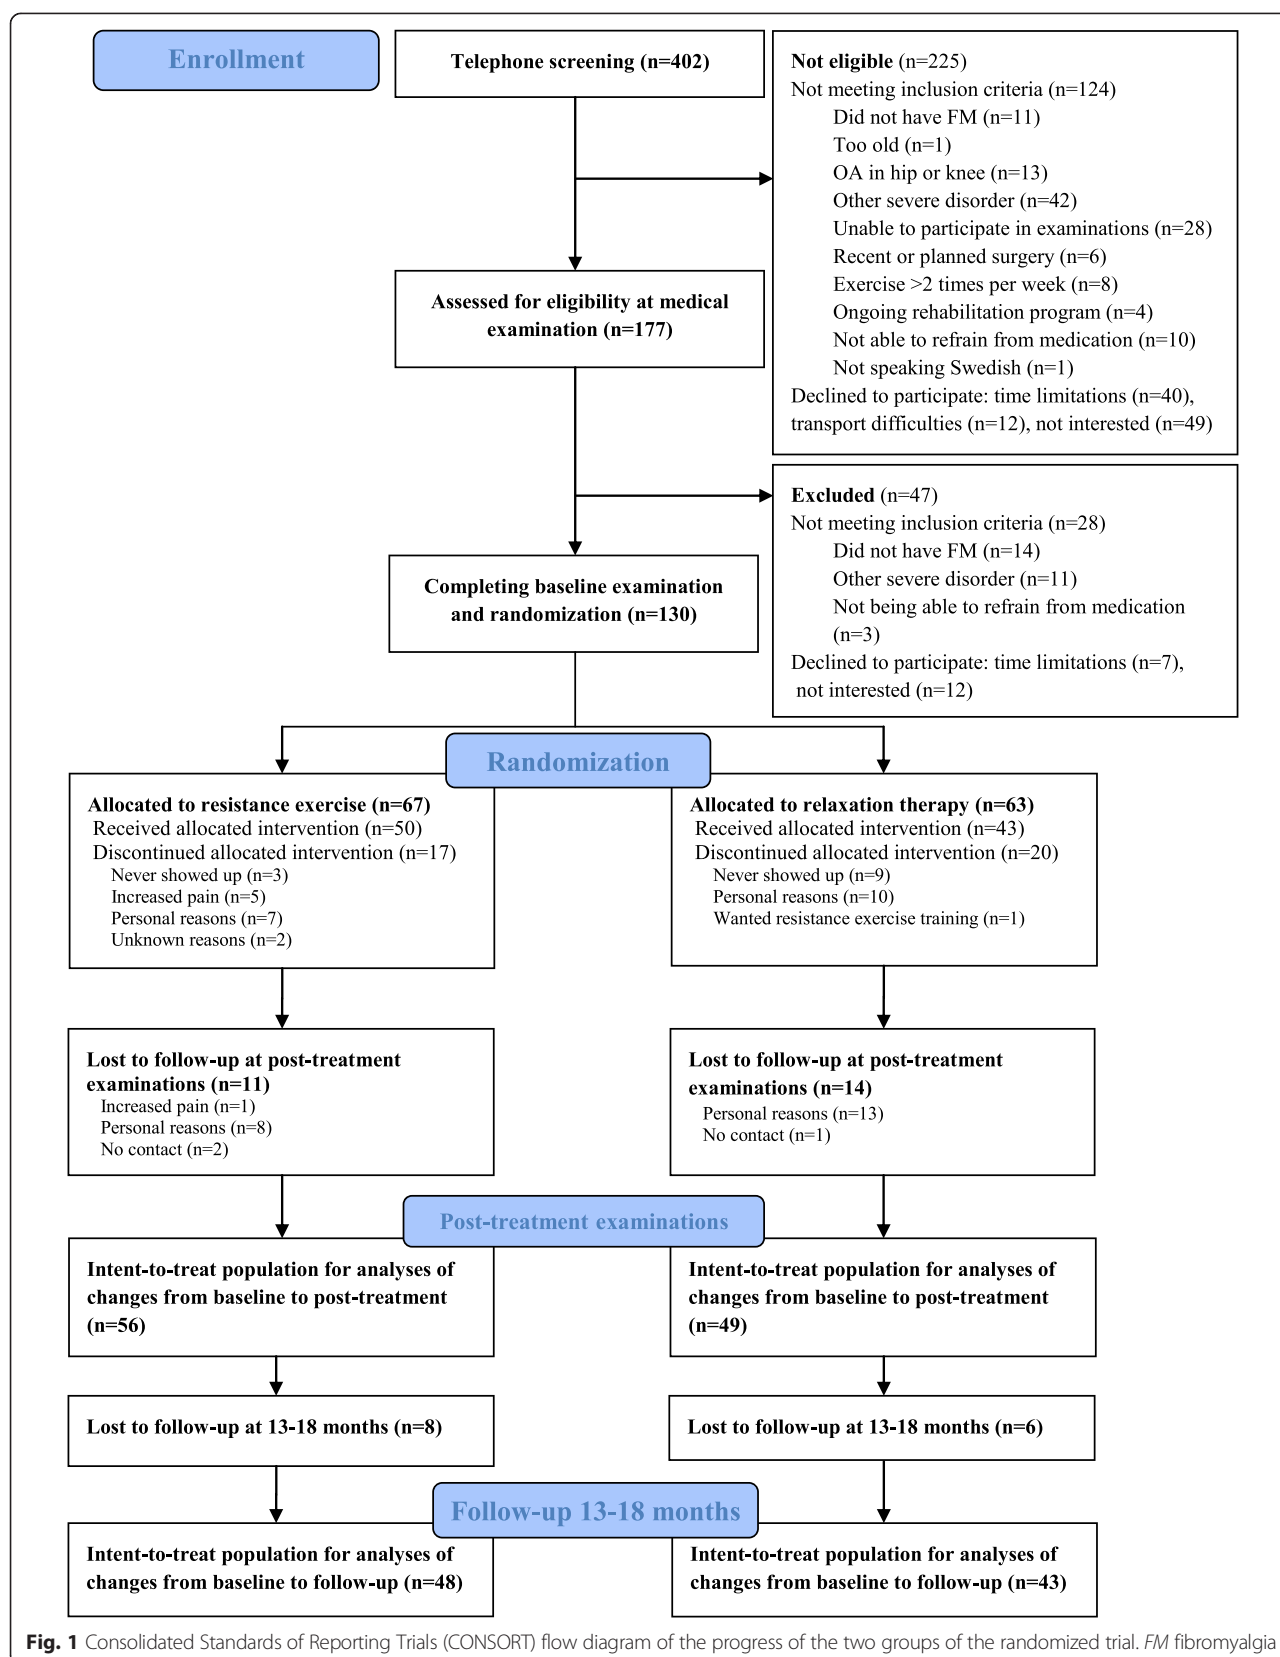 Enrollment
Telephone screening (n=402)
Not eligible (n=225)
Not meeting inclusion criteria (n=124)
Did not have FM (n=11)
Too old (n=1)
OA in hip or knee (n=13)
Other severe disorder (n=42)
Unable to participate in examinations (n=28)
Recent or planned surgery (n=6)
Exercise >2 times per week (n=8)
Ongoing rehabilitation program (n=4)
Not able to refrain from medication (n=10)
Not speaking Swedish (n=1)
Declined to participate: time limitations (n=40),
transport difficulties (n=12), not interested (n=49)
Assessed for eligibility at medical
examination (n=177)
Excluded (n=47)
Not meeting inclusion criteria (n=28)
Did not have FM (n=14)
Other severe disorder (n=11)
Not being able to refrain from medication
(n=3)
Declined to participate: time limitations (n=7),
not interested (n=12)
Completing baseline examination
and randomization (n=130)
Randomization
Allocated to resistance exercise (n=67)
Received allocated intervention (n=50)
Discontinued allocated intervention (n=17)
Never showed up (n=3)
Increased pain (n=5)
Personal reasons (n=7)
Unknown reasons (n=2)
Allocated to relaxation therapy (n=63)
Received allocated intervention (n=43)
Discontinued allocated intervention (n=20)
Never showed up (n=9)
Personal reasons (n=10)
Wanted resistance exercise training (n=1)
Lost to follow-up at post-treatment
examinations (n=11)
Increased pain (n=1)
Personal reasons (n=8)
No contact (n=2)
Lost to follow-up at post-treatment
examinations (n=14)
Personal reasons (n=13)
No contact (n=1)
Post-treatment examinations
Intent-to-treat population for analyses of
changes from baseline to post-treatment
(n=56)
Intent-to-treat population for analyses of
changes from baseline to post-treatment
(n=49)
Lost to follow-up at 13-18 months (n=8)
Lost to follow-up at 13-18 months (n=6)
Follow-up 13-18 months
Intent-to-treat population for analyses of
changes from baseline to follow-up (n=48)
Intent-to-treat population for analyses of
changes from baseline to follow-up (n=43)
Fig. 1 Consolidated Standards of Reporting Trials (CONSORT) flow diagram of the progress of the two groups of the randomized trial. FM fibromyalgia